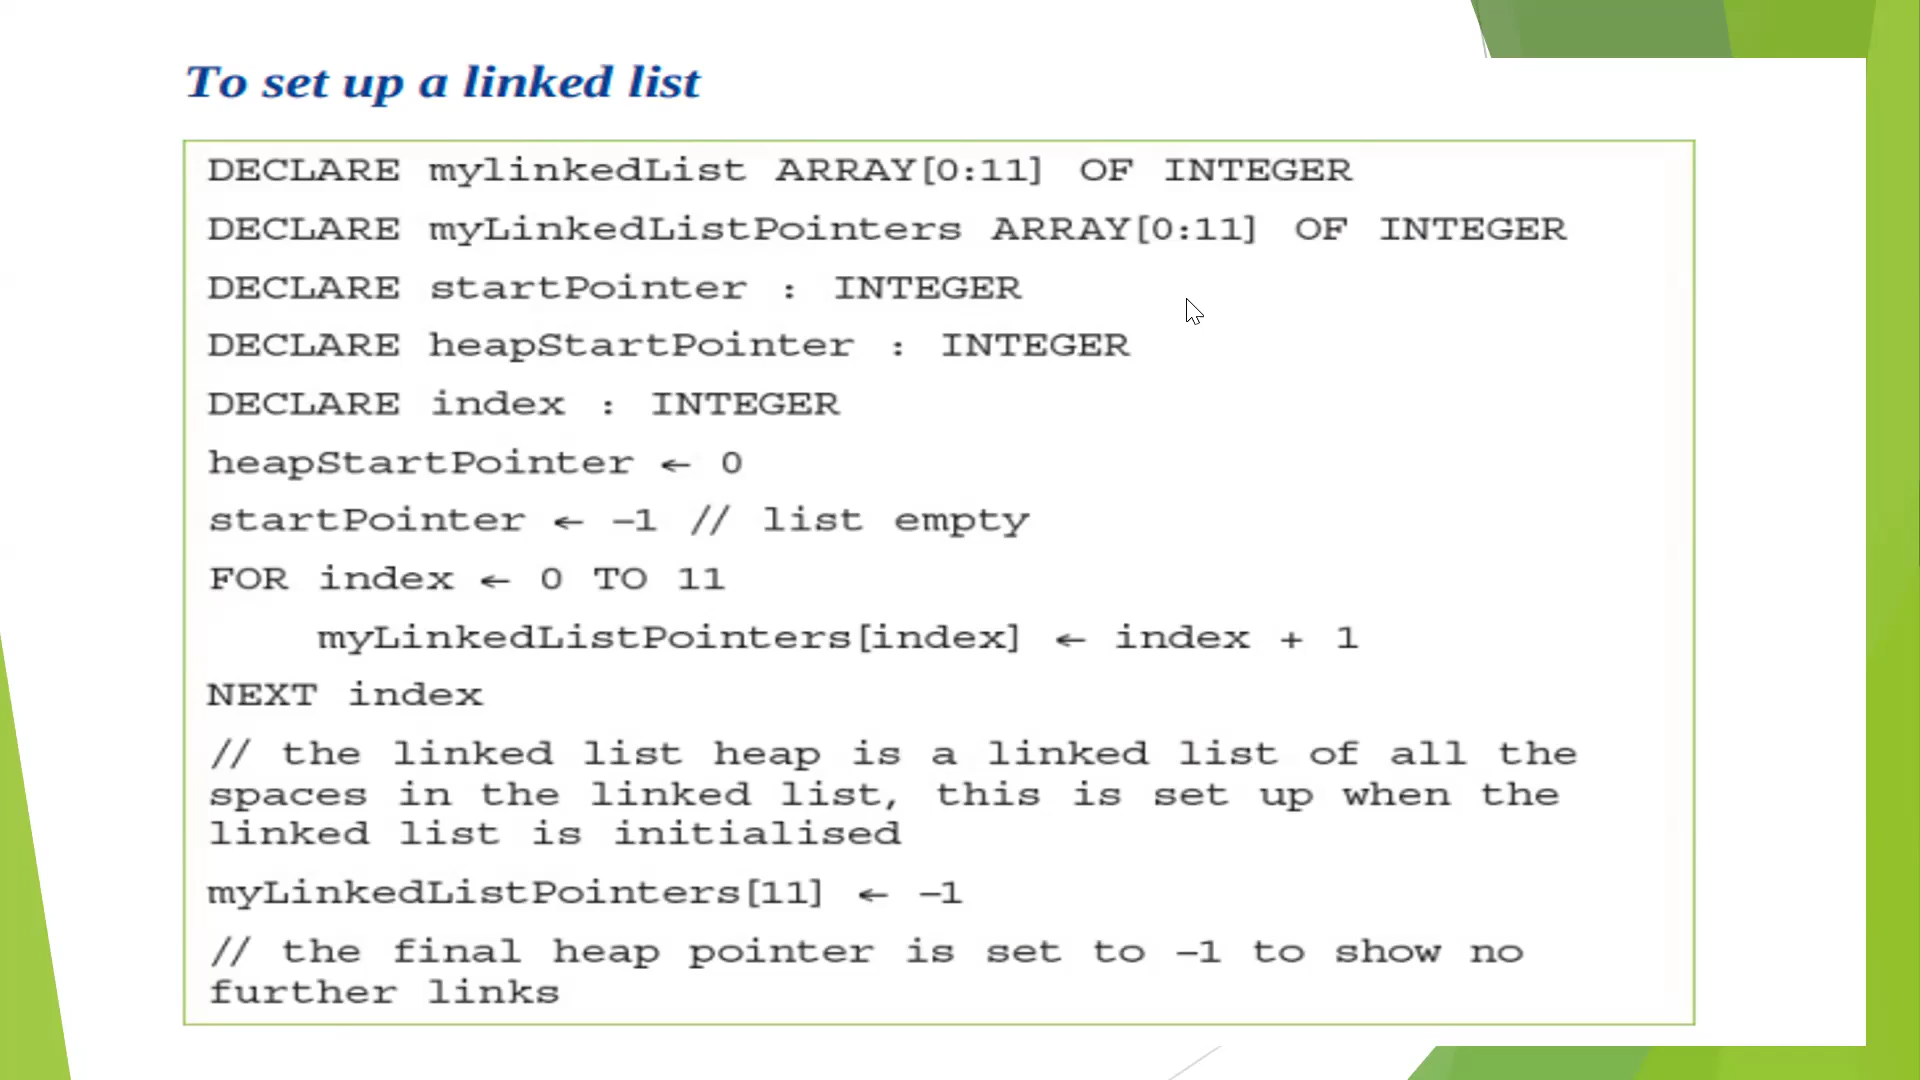 To set up a linked list
DECLARE mylinkedList ARRAY[0:11] OF INTEGER
DECLARE myLinkedListPointers ARRAY[0:11] OF INTEGER
DECLARE startPointer : INTEGER
DECLARE heapStartPointer : INTEGER
DECLARE index : INTEGER
heapStartPointer ← 0
startPointer ← –1 // list empty
FOR index ← 0 TO 11
myLinkedListPointers[index] ← index + 1
NEXT index
// the linked list heap is a linked list of all the
spaces in the linked list, this is set up when the
linked list is initialised
myLinkedListPointers[11] ← –1
// the final heap pointer is set to –1 to show no
further links